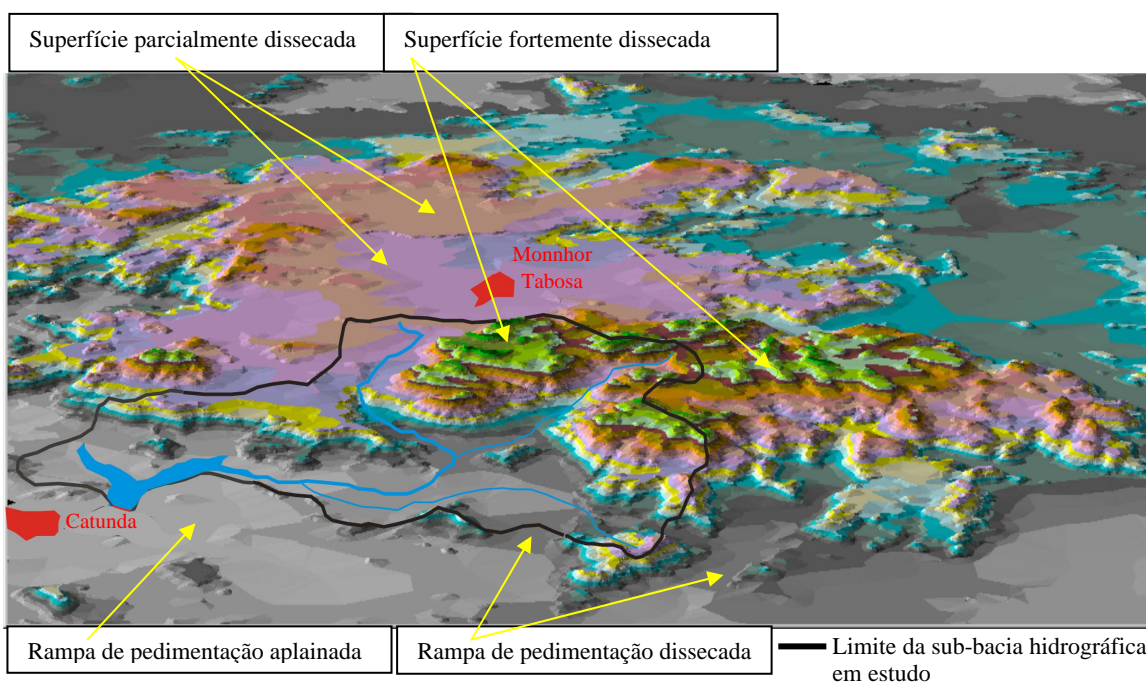 Superfície parcialmente dissecada
Superfície fortemente dissecada
Monnhor
Tabosa
Catunda
Rampa de pedimentação aplainada
Rampa de pedimentação dissecada
Limite da sub-bacia hidrográfica
em estudo